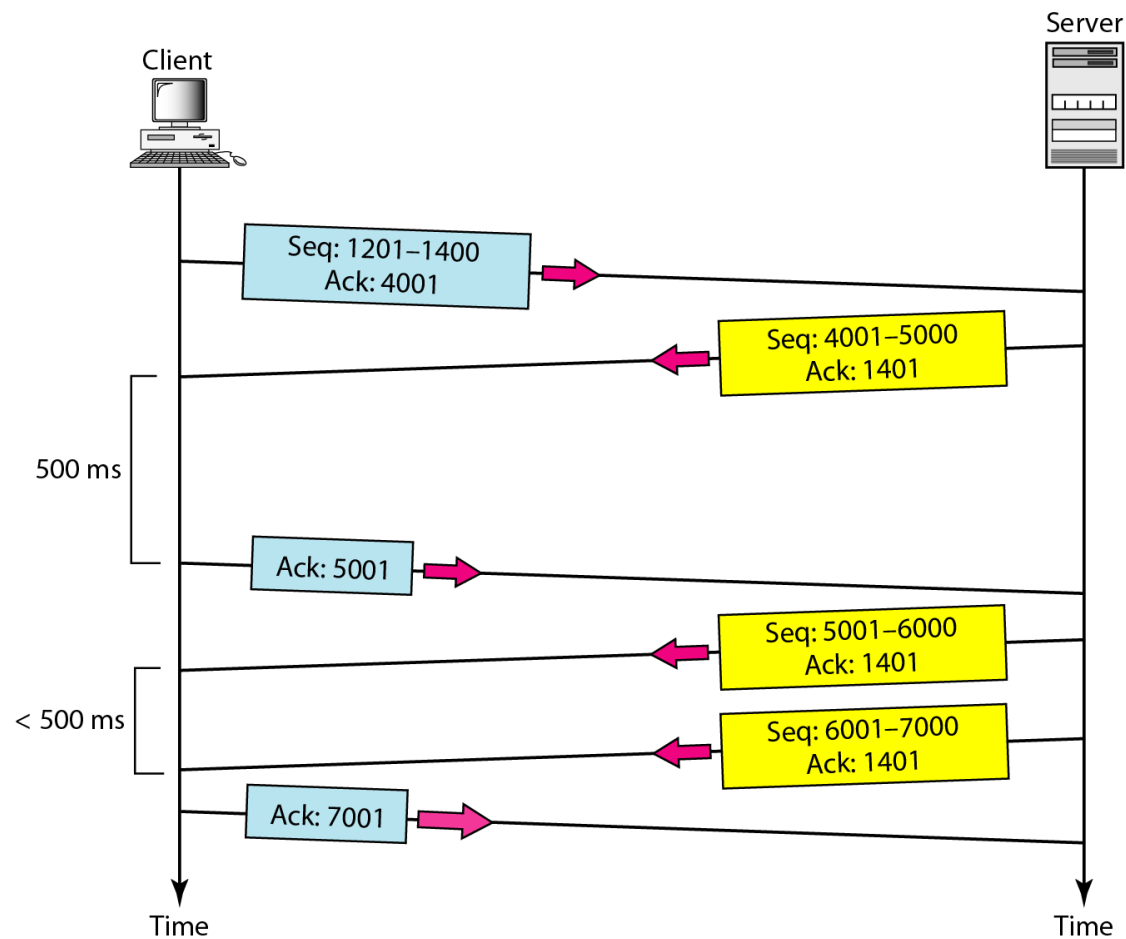 Server
Client
Seq: 1201–1400
Ack: 4001
Seq: 4001–5000
Ack: 1401
500 ms
Ack: 5001
Seq: 5001–6000
Ack: 1401
< 500 ms
Seq: 6001–7000
Ack: 1401
Ack: 7001
Time
Time